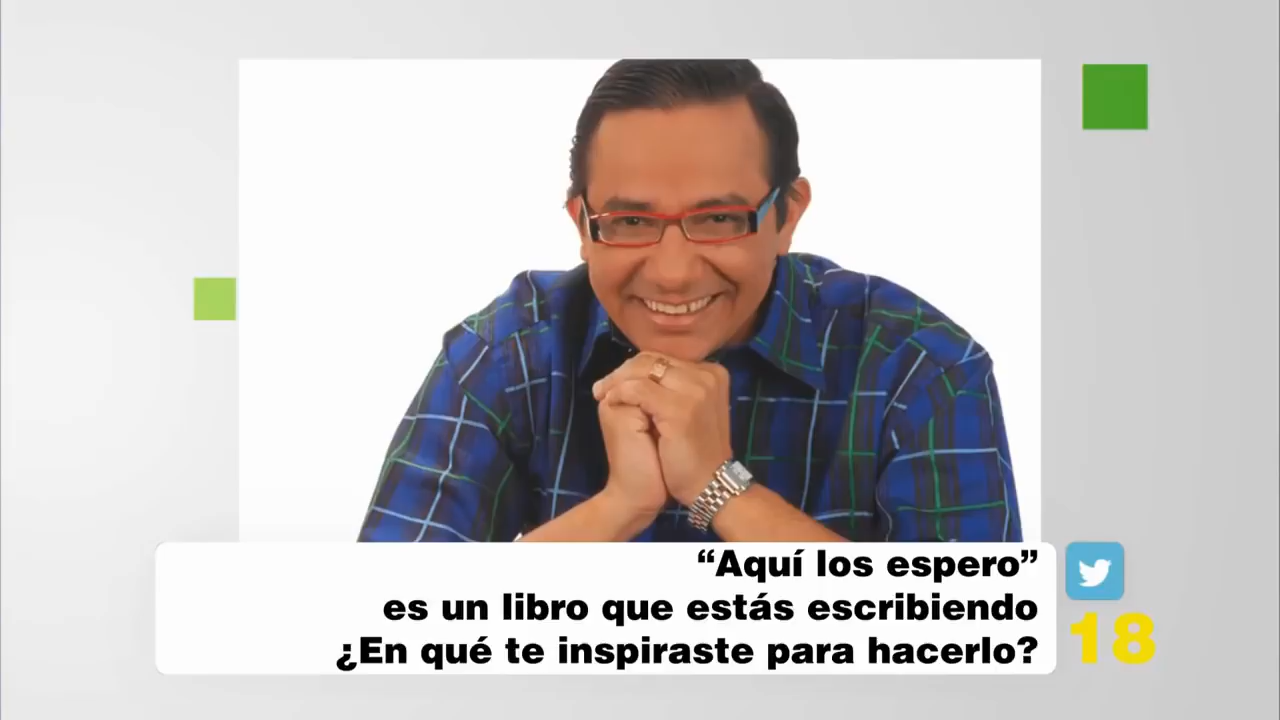 “Aquí los espero”
es un libro que estás escribiendo
¿En qué te inspiraste para hacerlo?
18